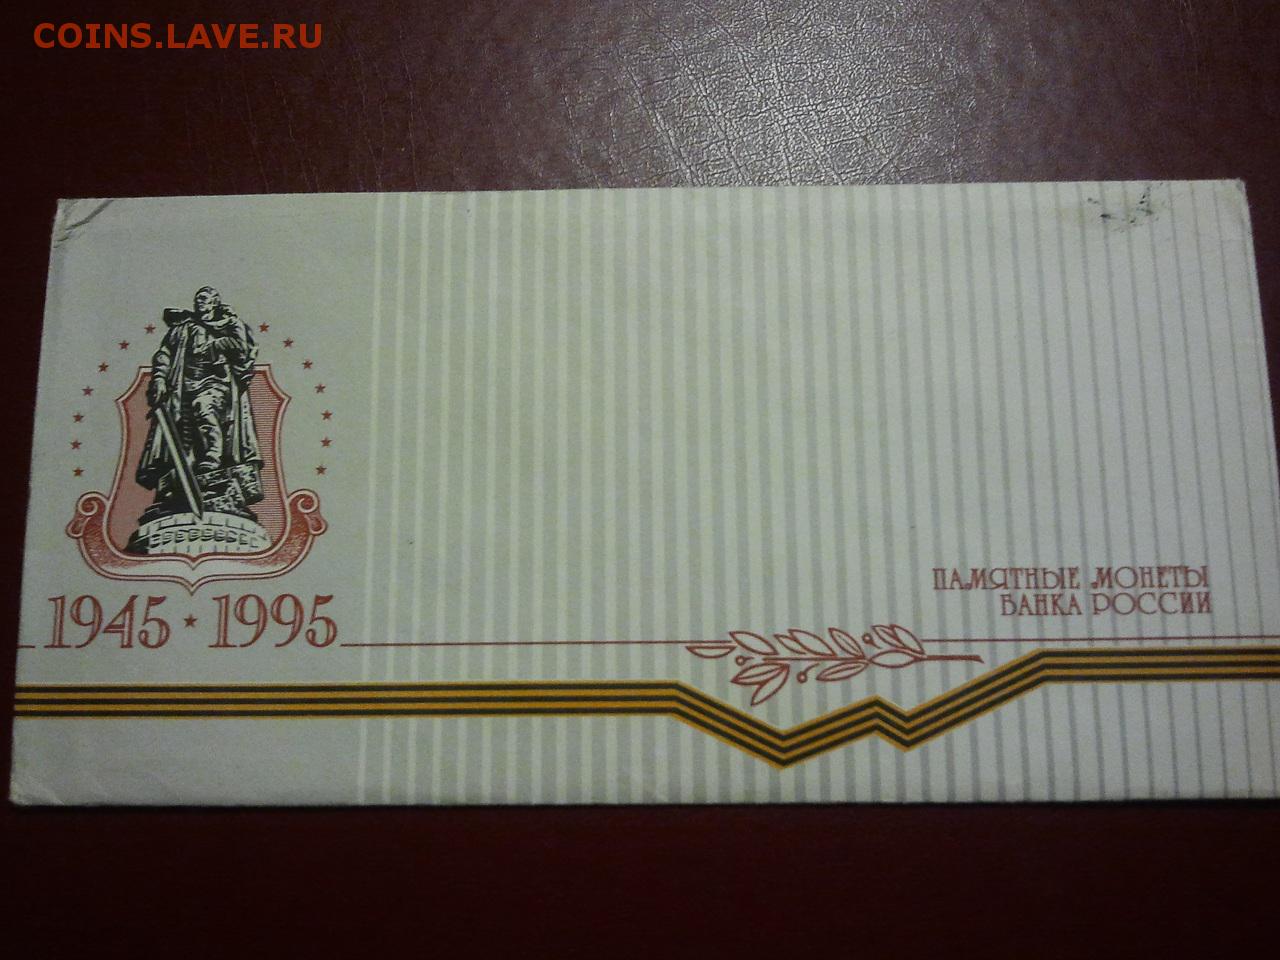 COINS.LAVE.RU
1945 ★ 1995
ПАМЯТНЫЕ МОНЕТЫ
БАНКА РОССИИ